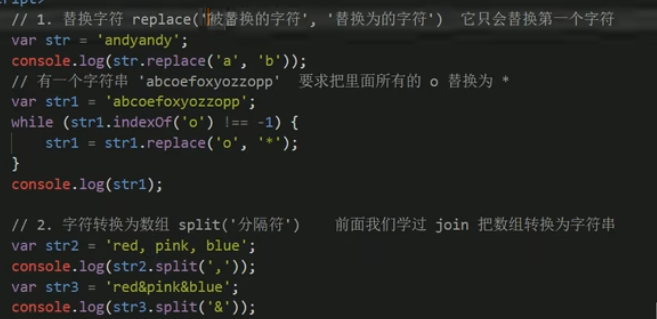 ript>
// 1. 替换字符 replace('被替换的字符', '替换为的字符')  它只会替换第一个字符
var str = 'andyandy';
console.log(str.replace('a', 'b'));
// 有一个字符串 'abcoefoxyozzopp'  要求把里面所有的 o 替换为 *
var str1 = 'abcoefoxyozzopp';
while (str1.indexOf('o') !== -1) {
    str1 = str1.replace('o', '*');
}
console.log(str1);
// 2. 字符转换为数组 split('分隔符')    前面我们学过 join 把数组转换为字符串
var str2 = 'red, pink, blue';
console.log(str2.split(','));
var str3 = 'red&pink&blue';
console.log(str3.split('&'));